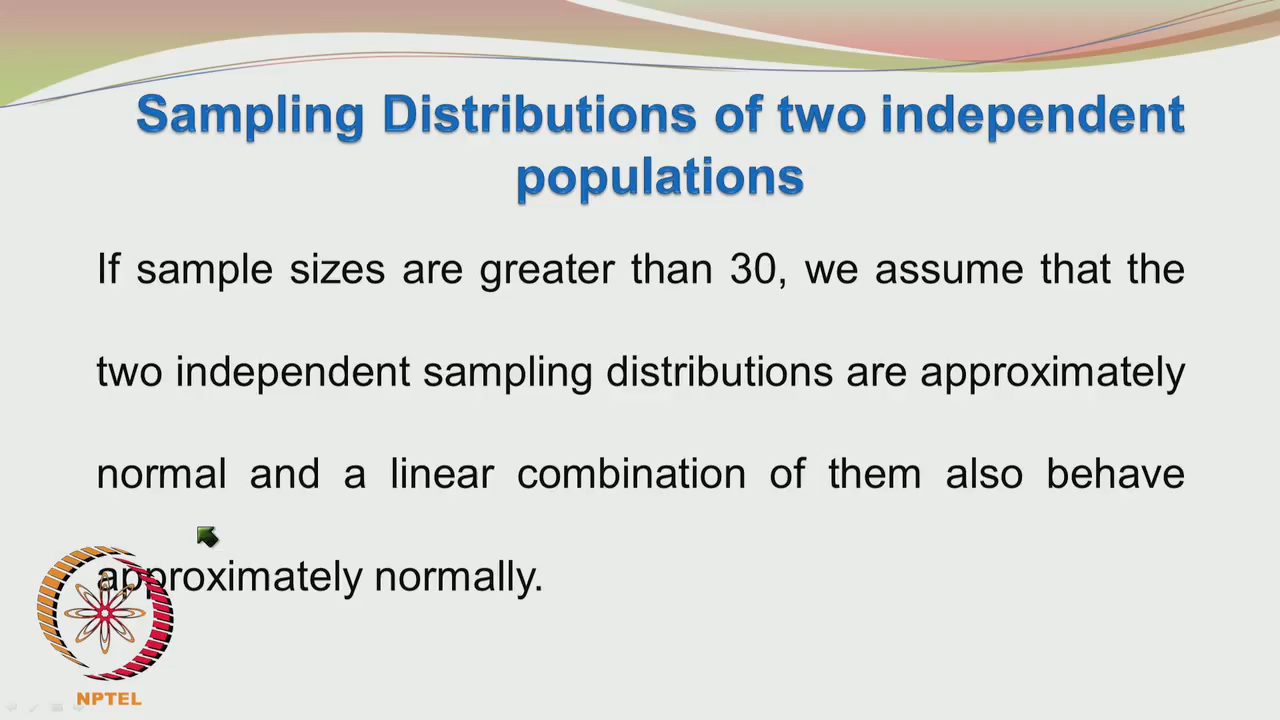 Sampling Distributions of two independent
populations
If sample sizes are greater than 30, we assume that the
two independent sampling distributions are approximately
normal and a linear combination of them also behave
approximately normally.
NPTEL